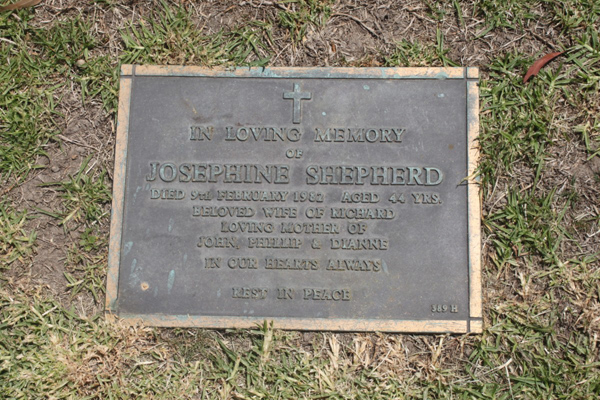 IN LOVING MEMORY
OF
JOSEPHINE SHEPHERD
DIED 9TH FEBRUARY 1982 AGED 44 YRS.
BELOVED WIFE OF RICHARD
LOVING MOTHER OF
JOHN, PHILLIP & DIANNE
IN OUR HEARTS ALWAYS
REST IN PEACE
389 H